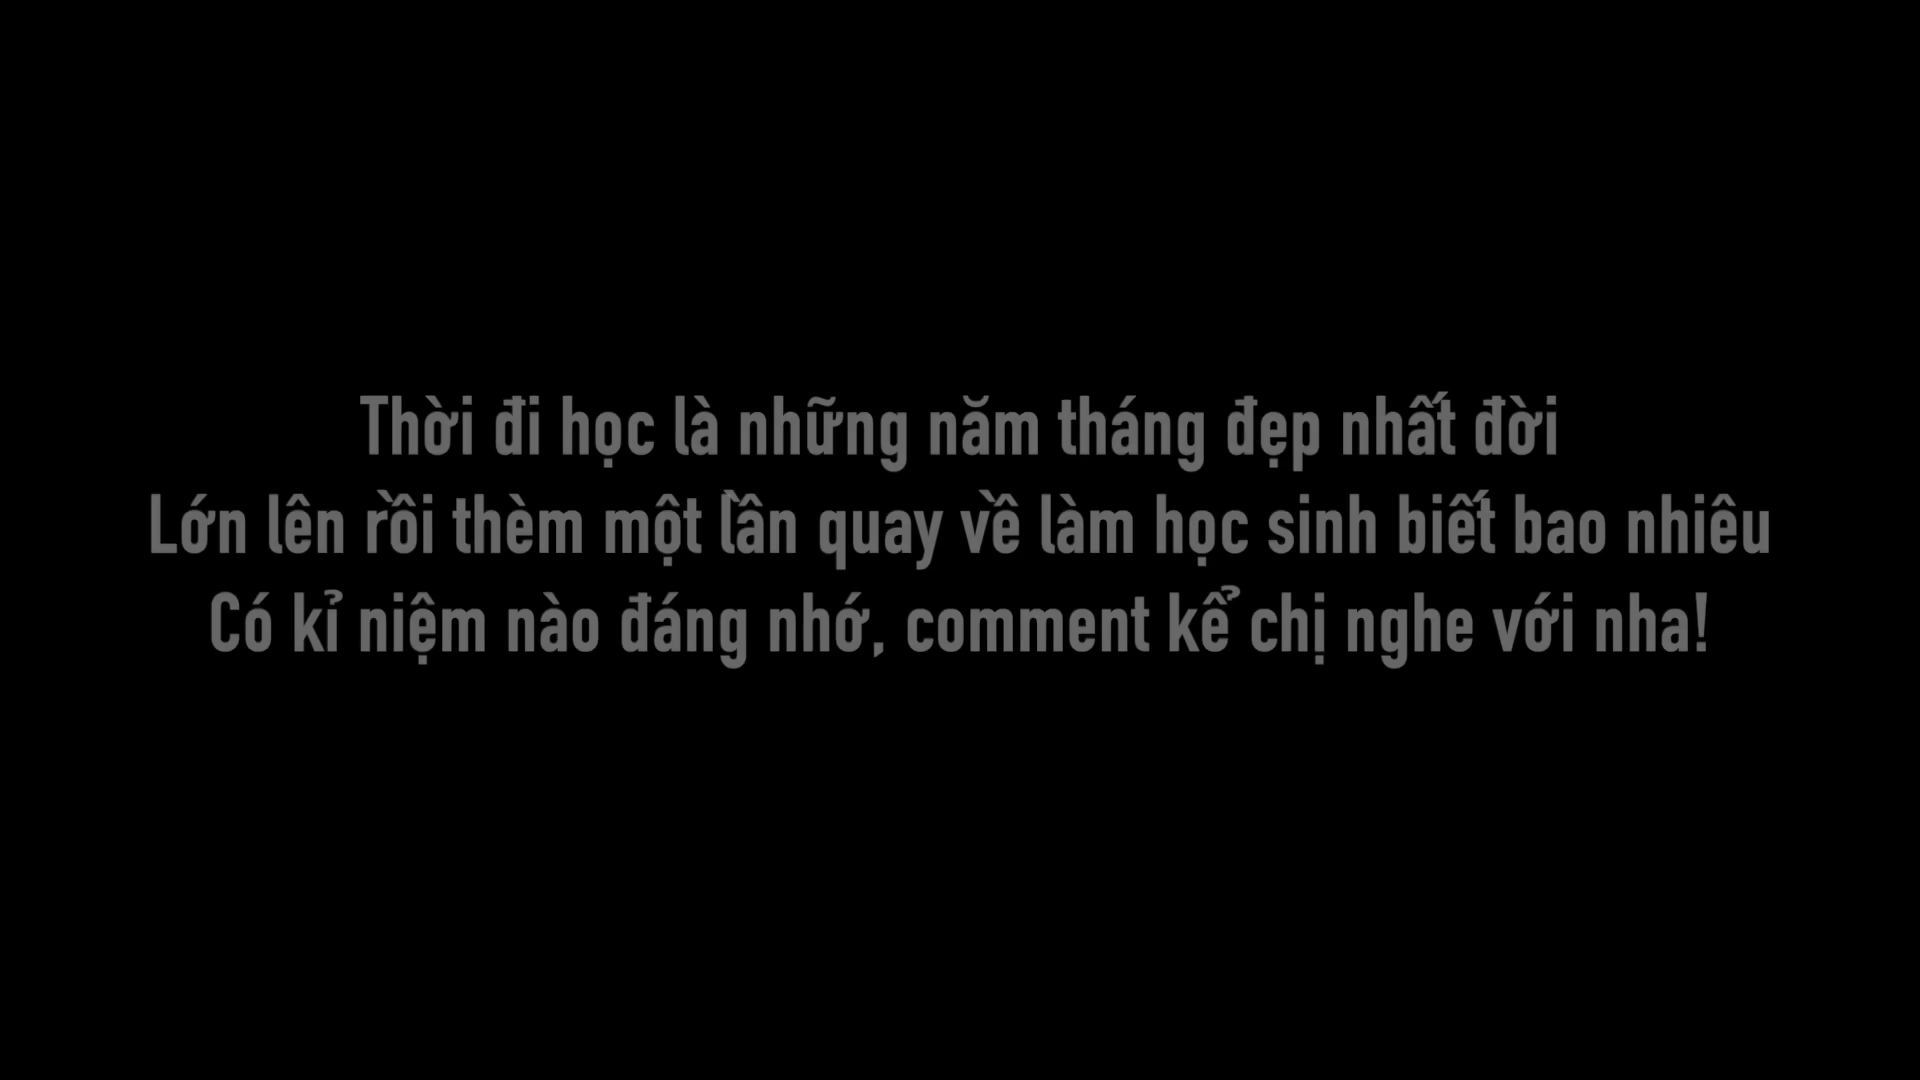 Thời đi học là những năm tháng đẹp nhất đời
Lớn lên rồi thèm một lần quay về làm học sinh biết bao nhiêu
Có kỉ niệm nào đáng nhớ, comment kể chị nghe với nha!